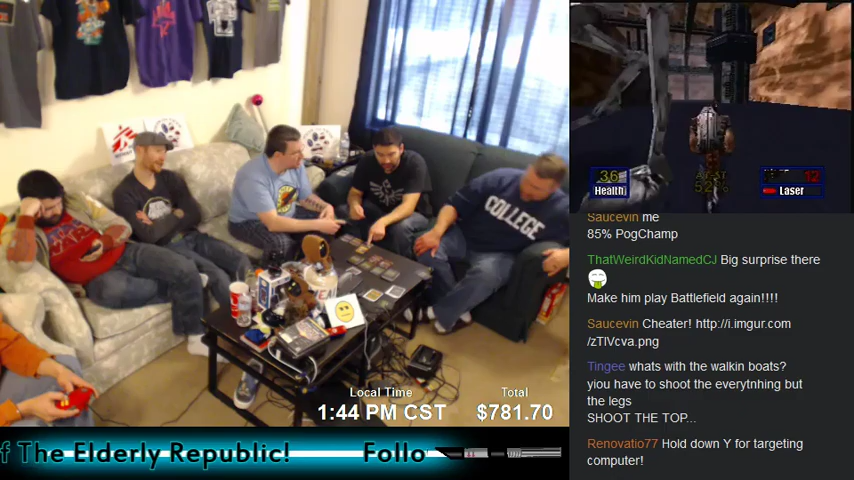 COLLEGE
Local Time
Total
1:44 PM CST
$781.70
f The Elderly Republic!
Follo
36
Health
AT-ST
52%
12
Laser
Saucevin me
85% PogChamp
ThatWeirdKidNamedCJ Big surprise there
Make him play Battlefield again!!!!
Saucevin Cheater! http://i.imgur.com
/zTlVcva.png
Tingee whats with the walkin boats?
yiou have to shoot the everytnhing but
the legs
SHOOT THE TOP...
Renovatio77 Hold down Y for targeting
computer!